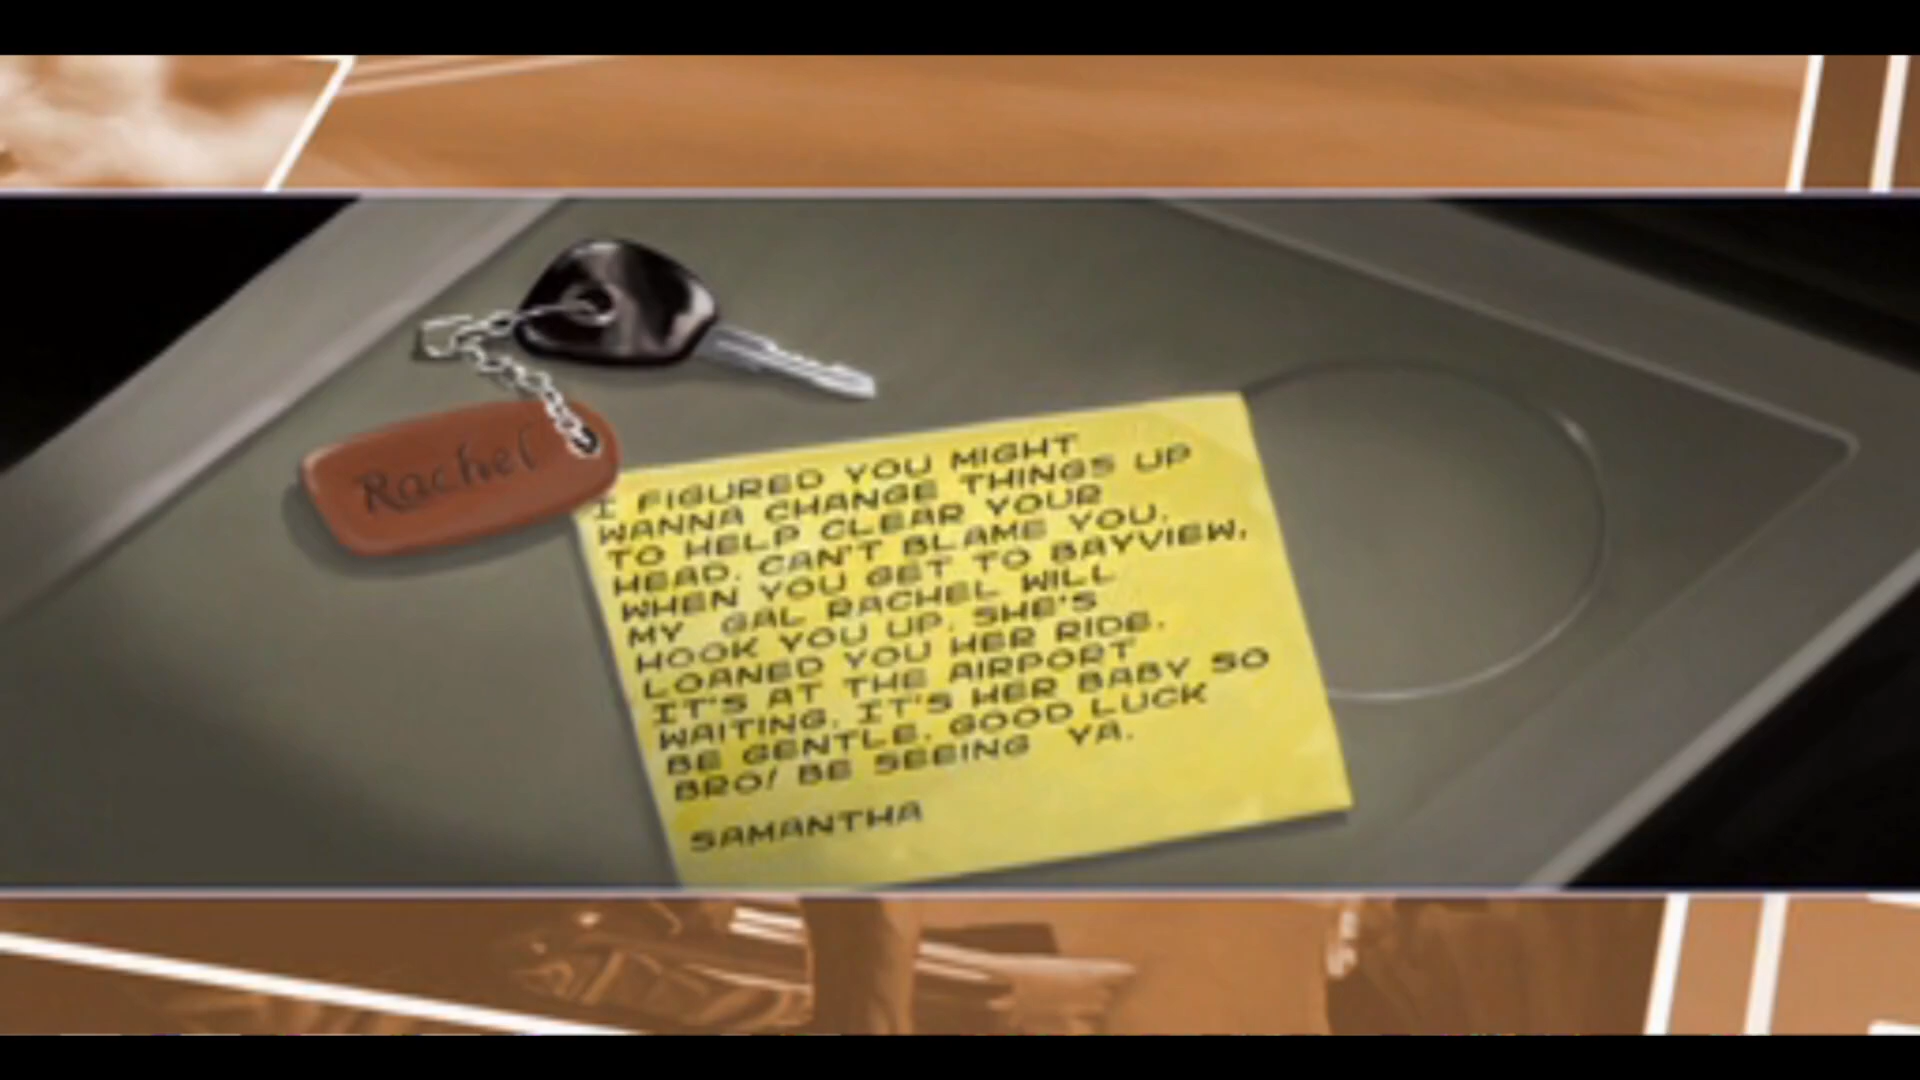 Rachel
I FIGURED YOU MIGHT
WANNA CHANGE THINGS UP
TO HELP CLEAR YOUR
HEAD. CAN'T BLAME YOU.
WHEN YOU GET TO BAYVIEW,
MY GAL RACHEL WILL
HOOK YOU UP. SHE'S
LOANED YOU HER RIDE.
IT'S AT THE AIRPORT
WAITING. IT'S HER BABY SO
BE GENTLE. GOOD LUCK
BRO! BE SEEING YA.
SAMANTHA